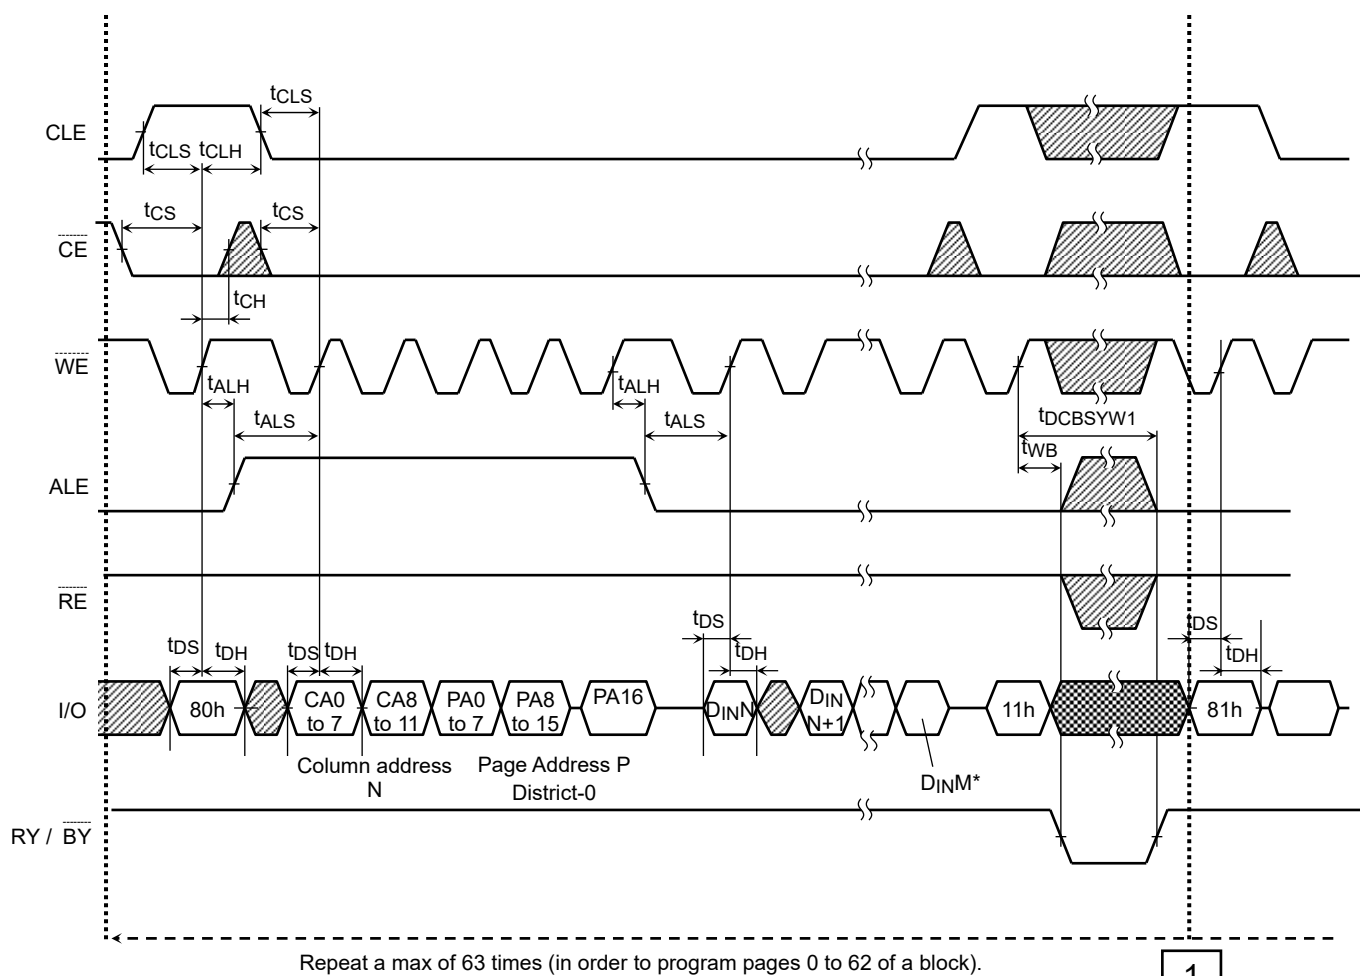 tCLS
CLE
tCLS tCLH
tCS tCS
CE
tCH
WE
tALH tALH
tALS tALS
tDCBSYW1
tWB
ALE
RE
tDS tDS
tDS tDH tDS tDH tDH tDH
I/O
80h
CA0 to 7
CA8 to 11
PA0 to 7
PA8 to 15
PA16
DINN
DIN N+1
11h
81h
Column address
N
Page Address P
District-0
DINM*
RY / BY
Repeat a max of 63 times (in order to program pages 0 to 62 of a block).
1